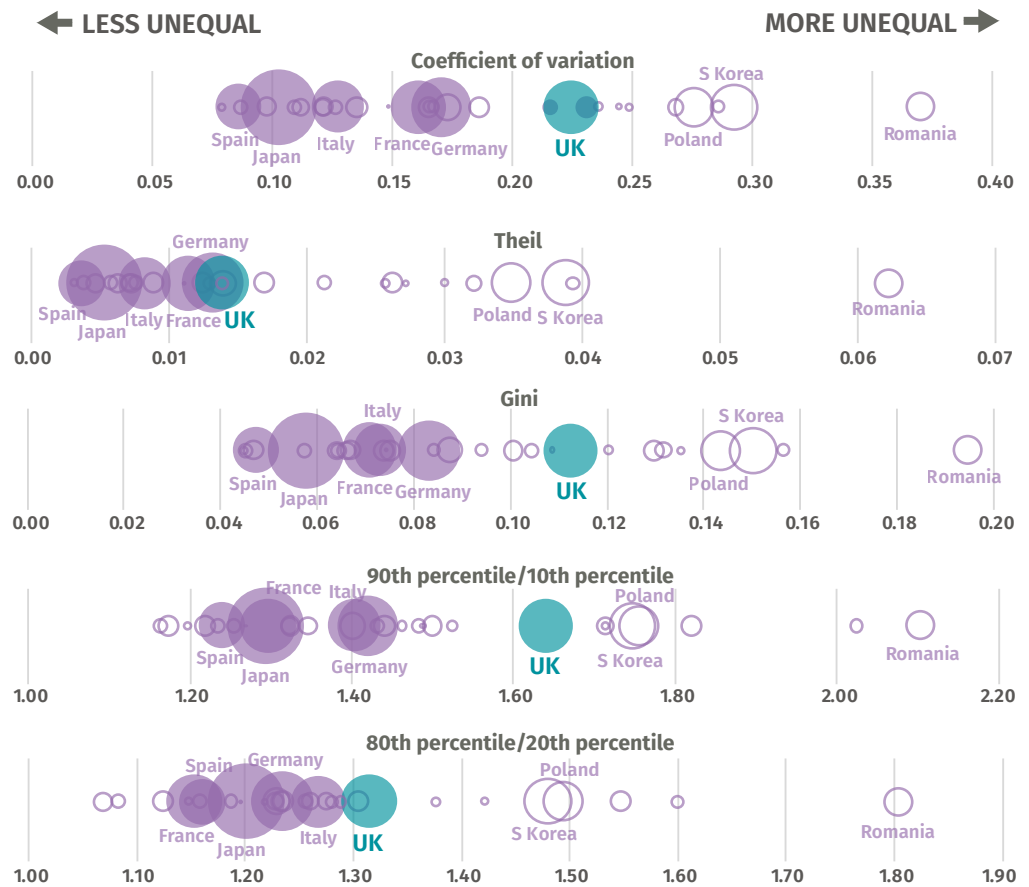 LESS UNEQUAL
MORE UNEQUAL
Coefficient of variation
S Korea
Spain
Japan
Italy
France
Germany
UK
Poland
Romania
0.00 0.05 0.10 0.15 0.20 0.25 0.30 0.35 0.40
Theil
Germany
Spain
Japan
Italy
France
UK
Poland
S Korea
Romania
0.00 0.01 0.02 0.03 0.04 0.05 0.06 0.07
Gini
Italy
S Korea
Spain
Japan
France
Germany
UK
Poland
Romania
0.00 0.02 0.04 0.06 0.08 0.10 0.12 0.14 0.16 0.18 0.20
90th percentile/10th percentile
France
Italy
Poland
Spain
Japan
Germany
UK
S Korea
Romania
1.00 1.20 1.40 1.60 1.80 2.00 2.20
80th percentile/20th percentile
Spain
Germany
Poland
France
Japan
Italy
UK
S Korea
Romania
1.00 1.10 1.20 1.30 1.40 1.50 1.60 1.70 1.80 1.90